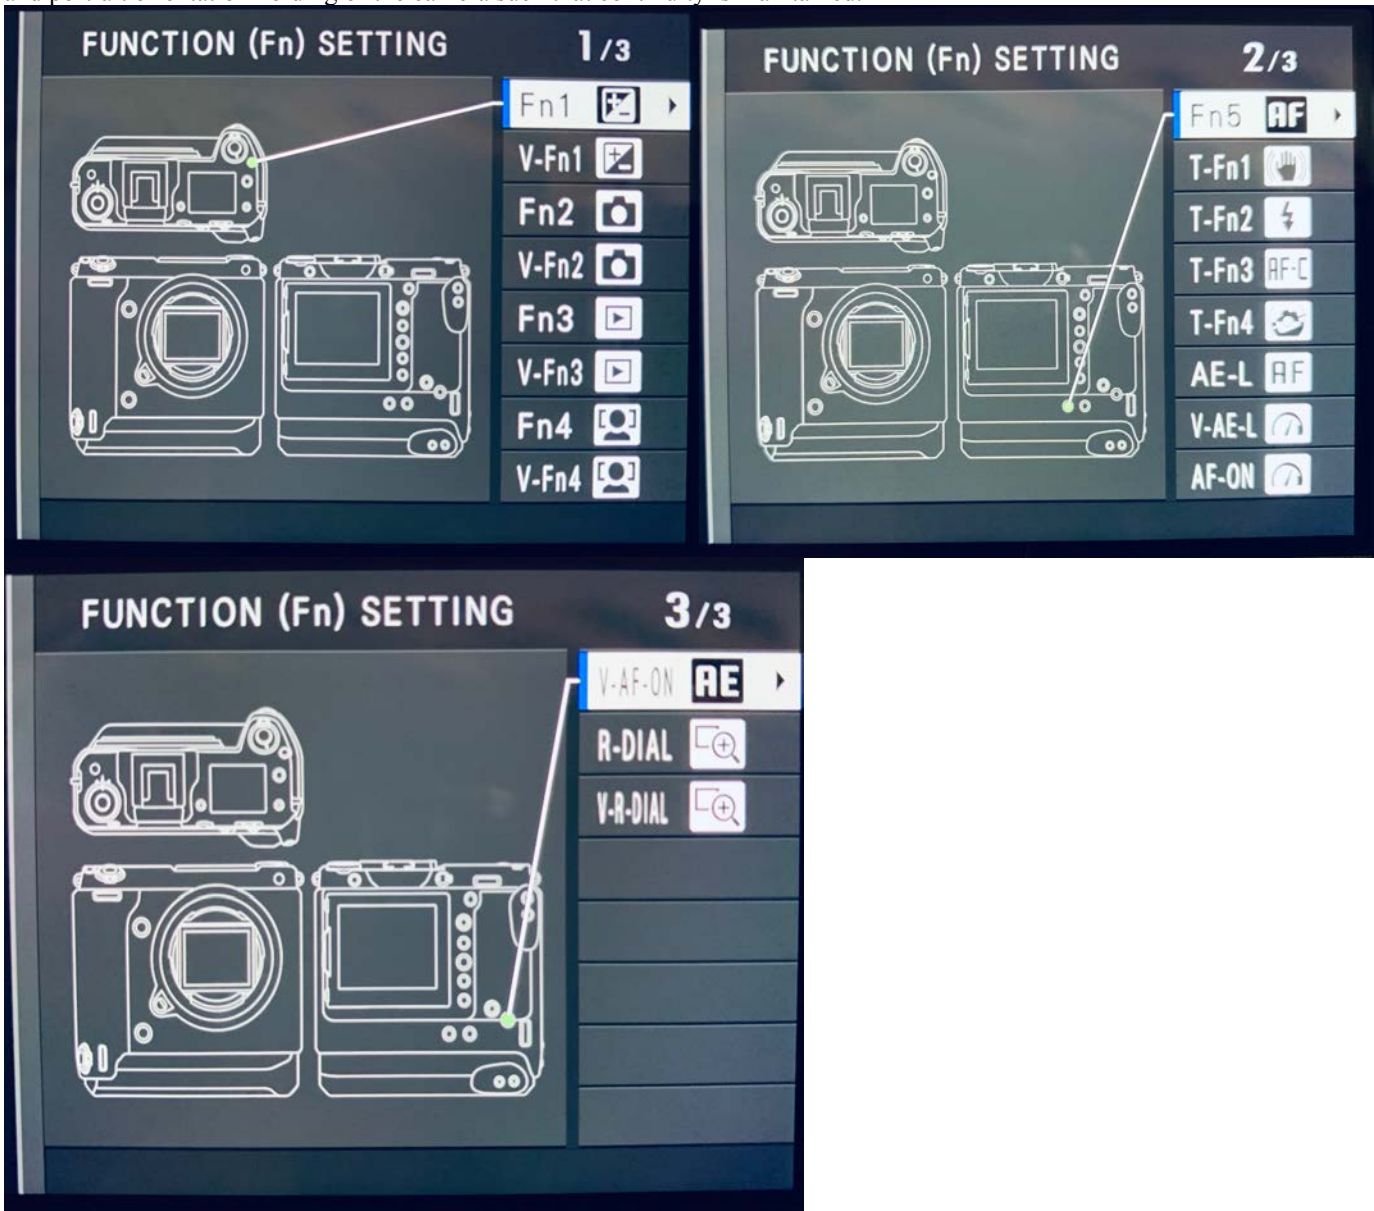 FUNCTION (Fn) SETTING 1/3
Fn1
V-Fn1
Fn2
V-Fn2
Fn3
V-Fn3
Fn4
V-Fn4
FUNCTION (Fn) SETTING 2/3
Fn5 AF
T-Fn1
T-Fn2
T-Fn3 AF-C
T-Fn4
AE-L AF
V-AE-L
AF-ON
FUNCTION (Fn) SETTING 3/3
V-AF-ON AE
R-DIAL
V-R-DIAL